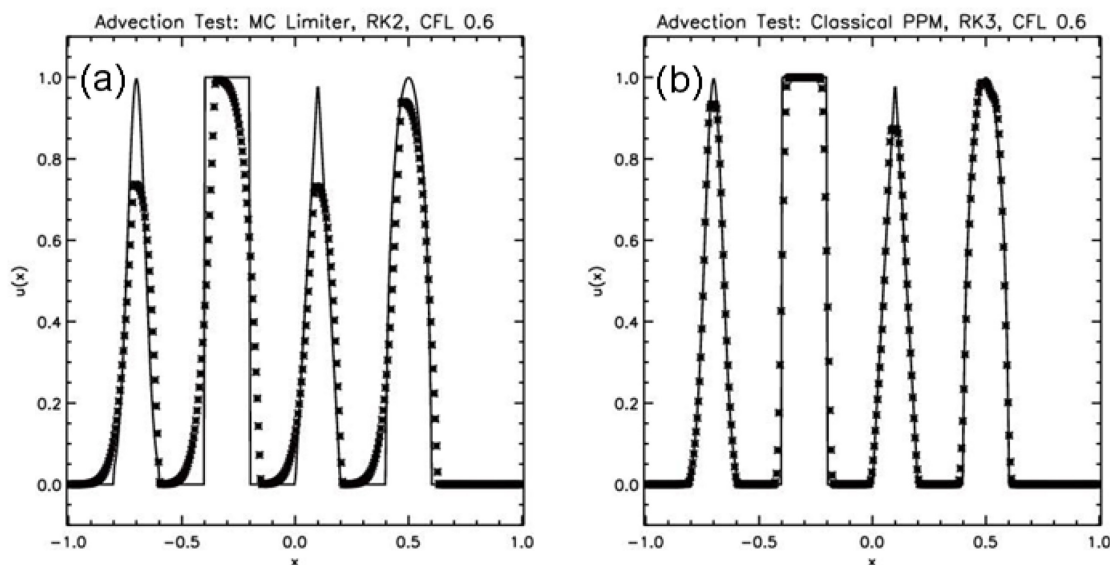 Advection Test: MC Limiter, RK2, CFL 0.6
(a)
u(x)
1.0
0.8
0.6
0.4
0.2
0.0
-1.0 -0.5 0.0 0.5 1.0
x
Advection Test: Classical PPM, RK3, CFL 0.6
(b)
u(x)
1.0
0.8
0.6
0.4
0.2
0.0
-1.0 -0.5 0.0 0.5 1.0
x